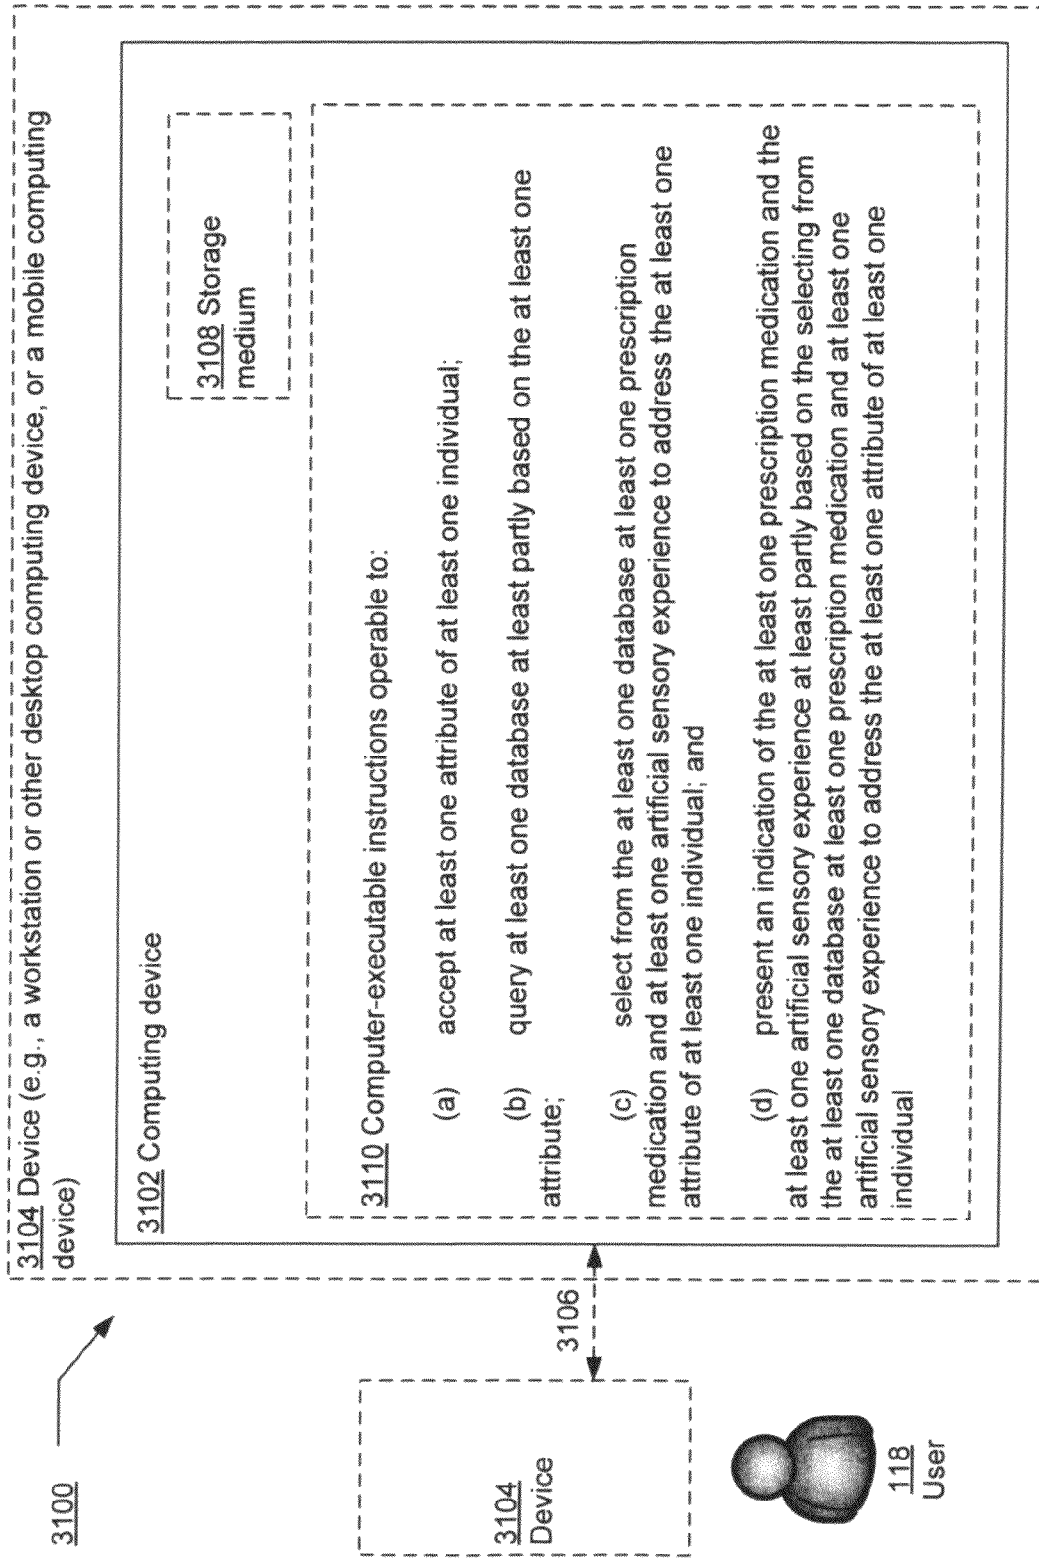 3100
3104 Device (e.g., a workstation or other desktop computing device, or a mobile computing
device)
3102 Computing device
3108 Storage
medium
3110 Computer-executable instructions operable to:
(a) accept at least one attribute of at least one individual;
(b) query at least one database at least partly based on the at least one
attribute;
(c) select from the at least one database at least one prescription
medication and at least one artificial sensory experience to address the at least one
attribute of at least one individual; and
(d) present an indication of the at least one prescription medication and the
at least one artificial sensory experience at least partly based on the selecting from
the at least one database at least one prescription medication and at least one
artificial sensory experience to address the at least one attribute of at least one
individual
3106
3104
Device
118
User